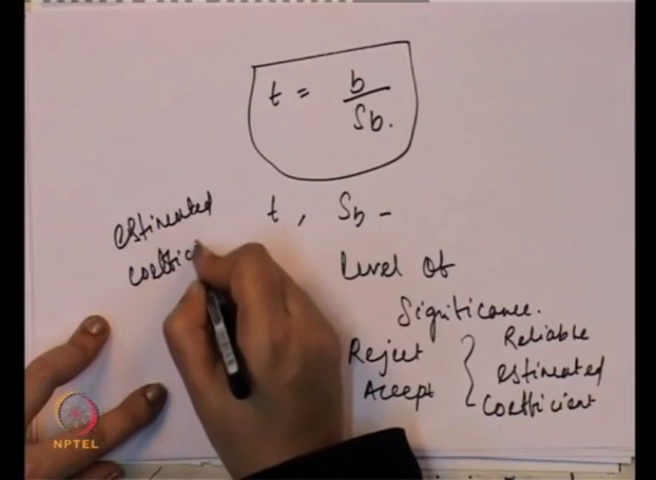 t = b / Sb.
t , Sb -
estimated
coeffic
Level of
Significance.
Reject
Accept
Reliable
estimated
coefficient
NPTEL